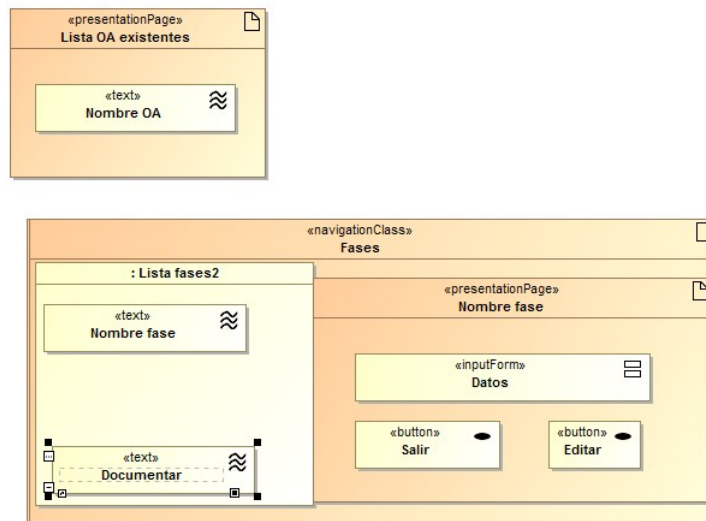 «presentationPage»
Lista OA existentes
«text»
Nombre OA
«navigationClass»
Fases
: Lista fases2
«text»
Nombre fase
«text»
Documentar
«presentationPage»
Nombre fase
«inputForm»
Datos
«button»
Salir
«button»
Editar